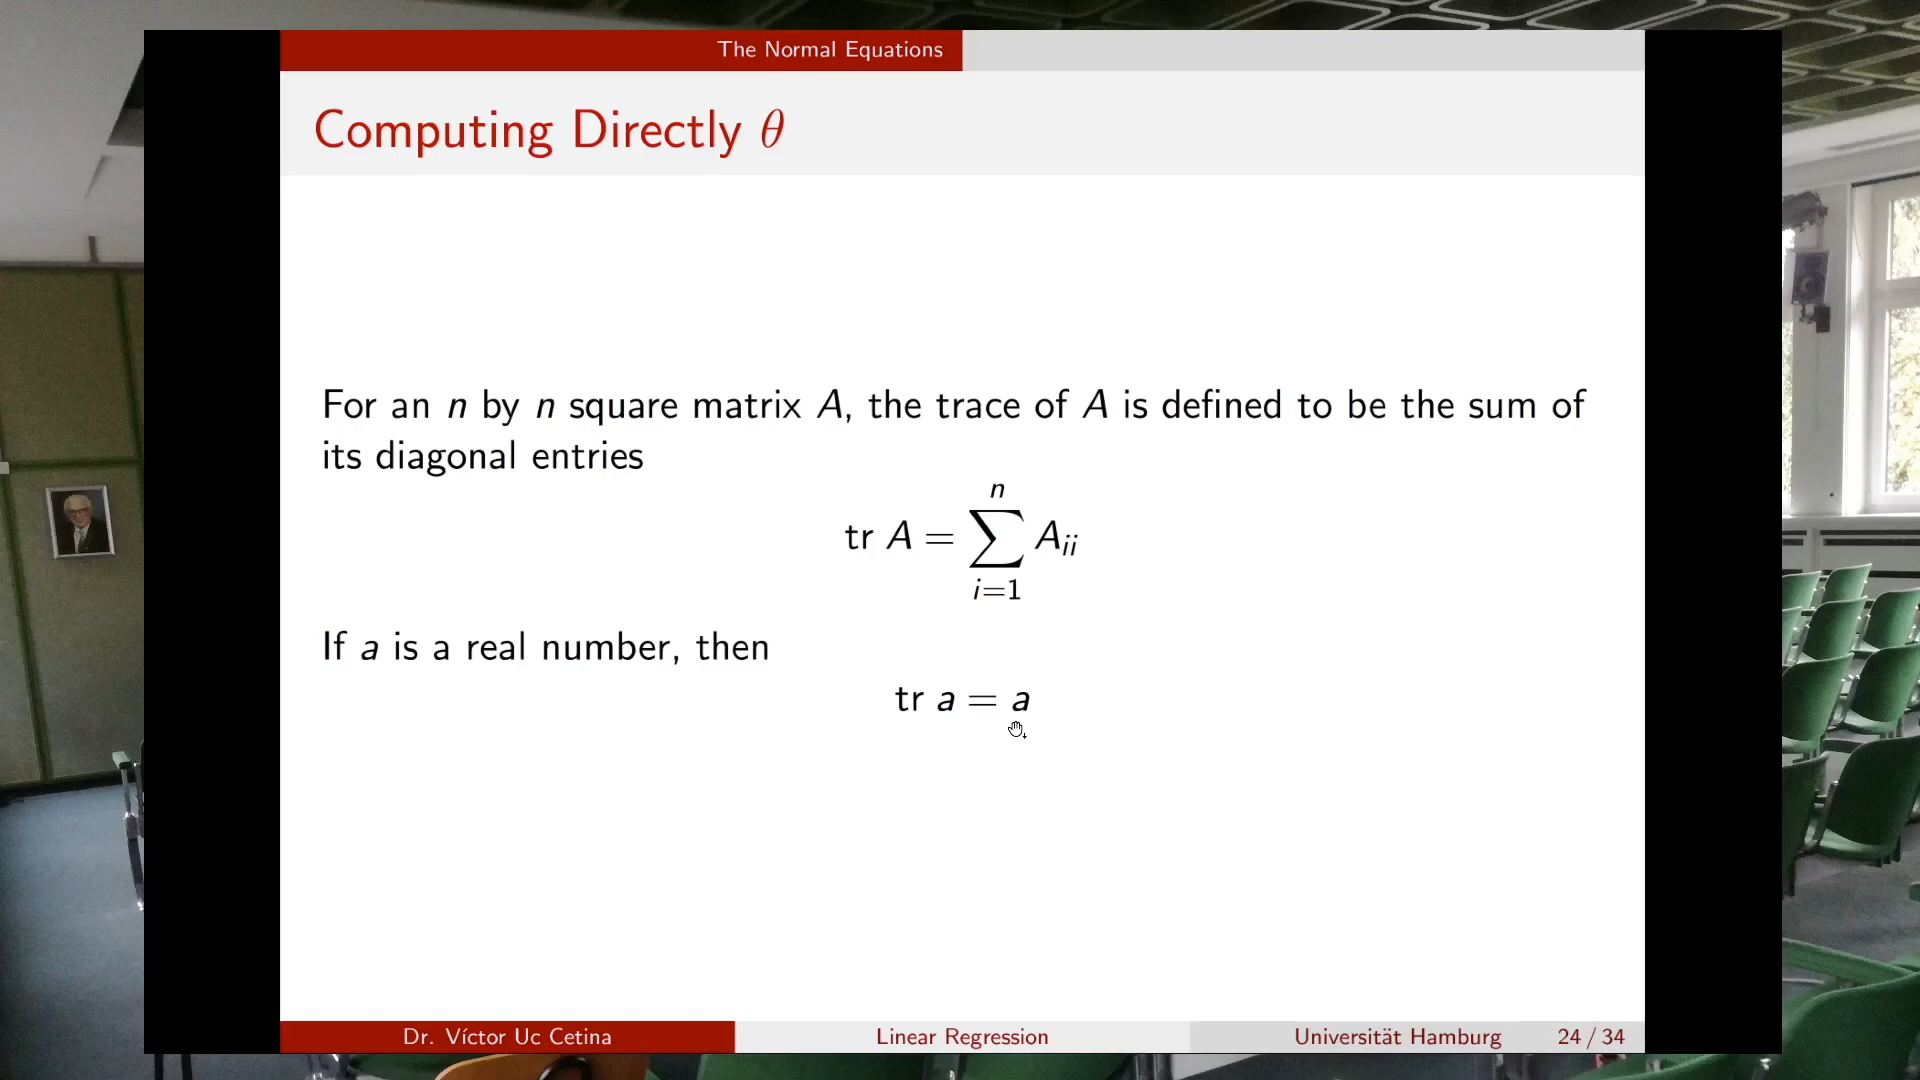 The Normal Equations
Computing Directly θ
For an n by n square matrix A, the trace of A is defined to be the sum of
its diagonal entries
tr A = ∑_{i=1}^{n} A_{ii}
If a is a real number, then
tr a = a
Dr. Víctor Uc Cetina
Linear Regression
Universität Hamburg
24 / 34